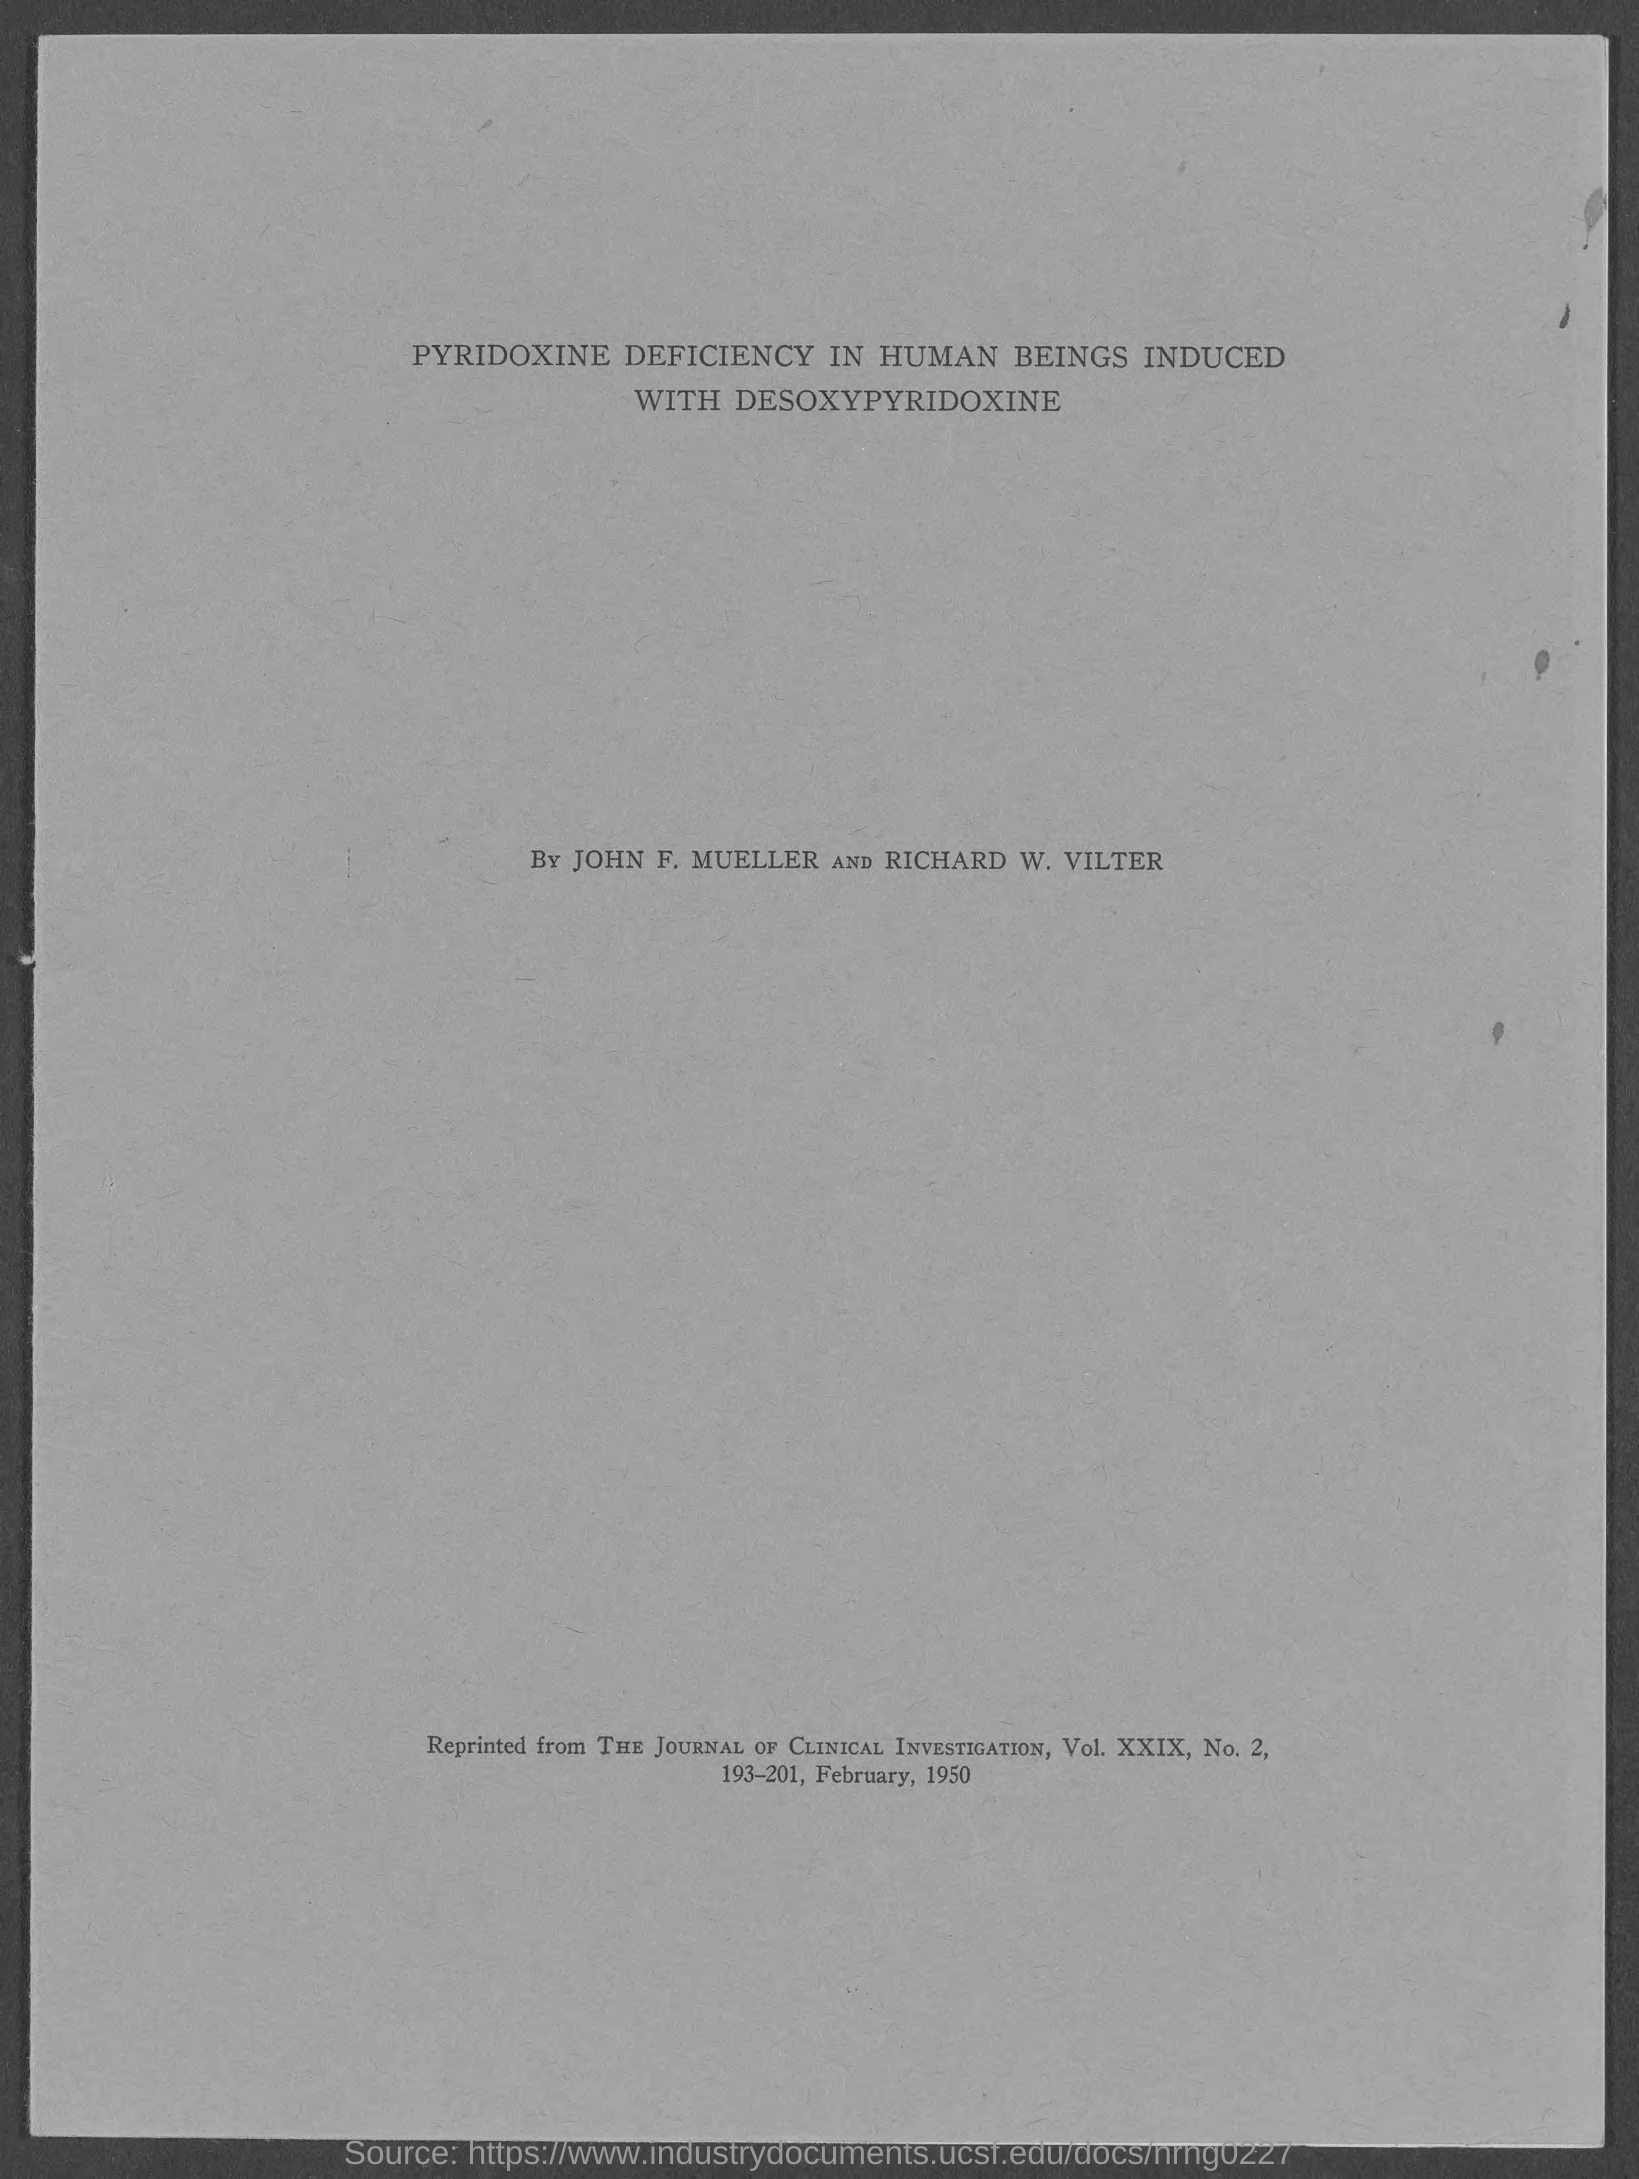 PYRIDOXINE DEFICIENCY IN HUMAN BEINGS INDUCED
WITH DESOXYPYRIDOXINE
By JOHN F. MUELLER AND RICHARD W. VILTER
Reprinted from THE JOURNAL OF CLINICAL INVESTIGATION, Vol. XXIX, No. 2,
193–201, February, 1950
Source: https://www.industrydocuments.ucsf.edu/docs/nrng0227